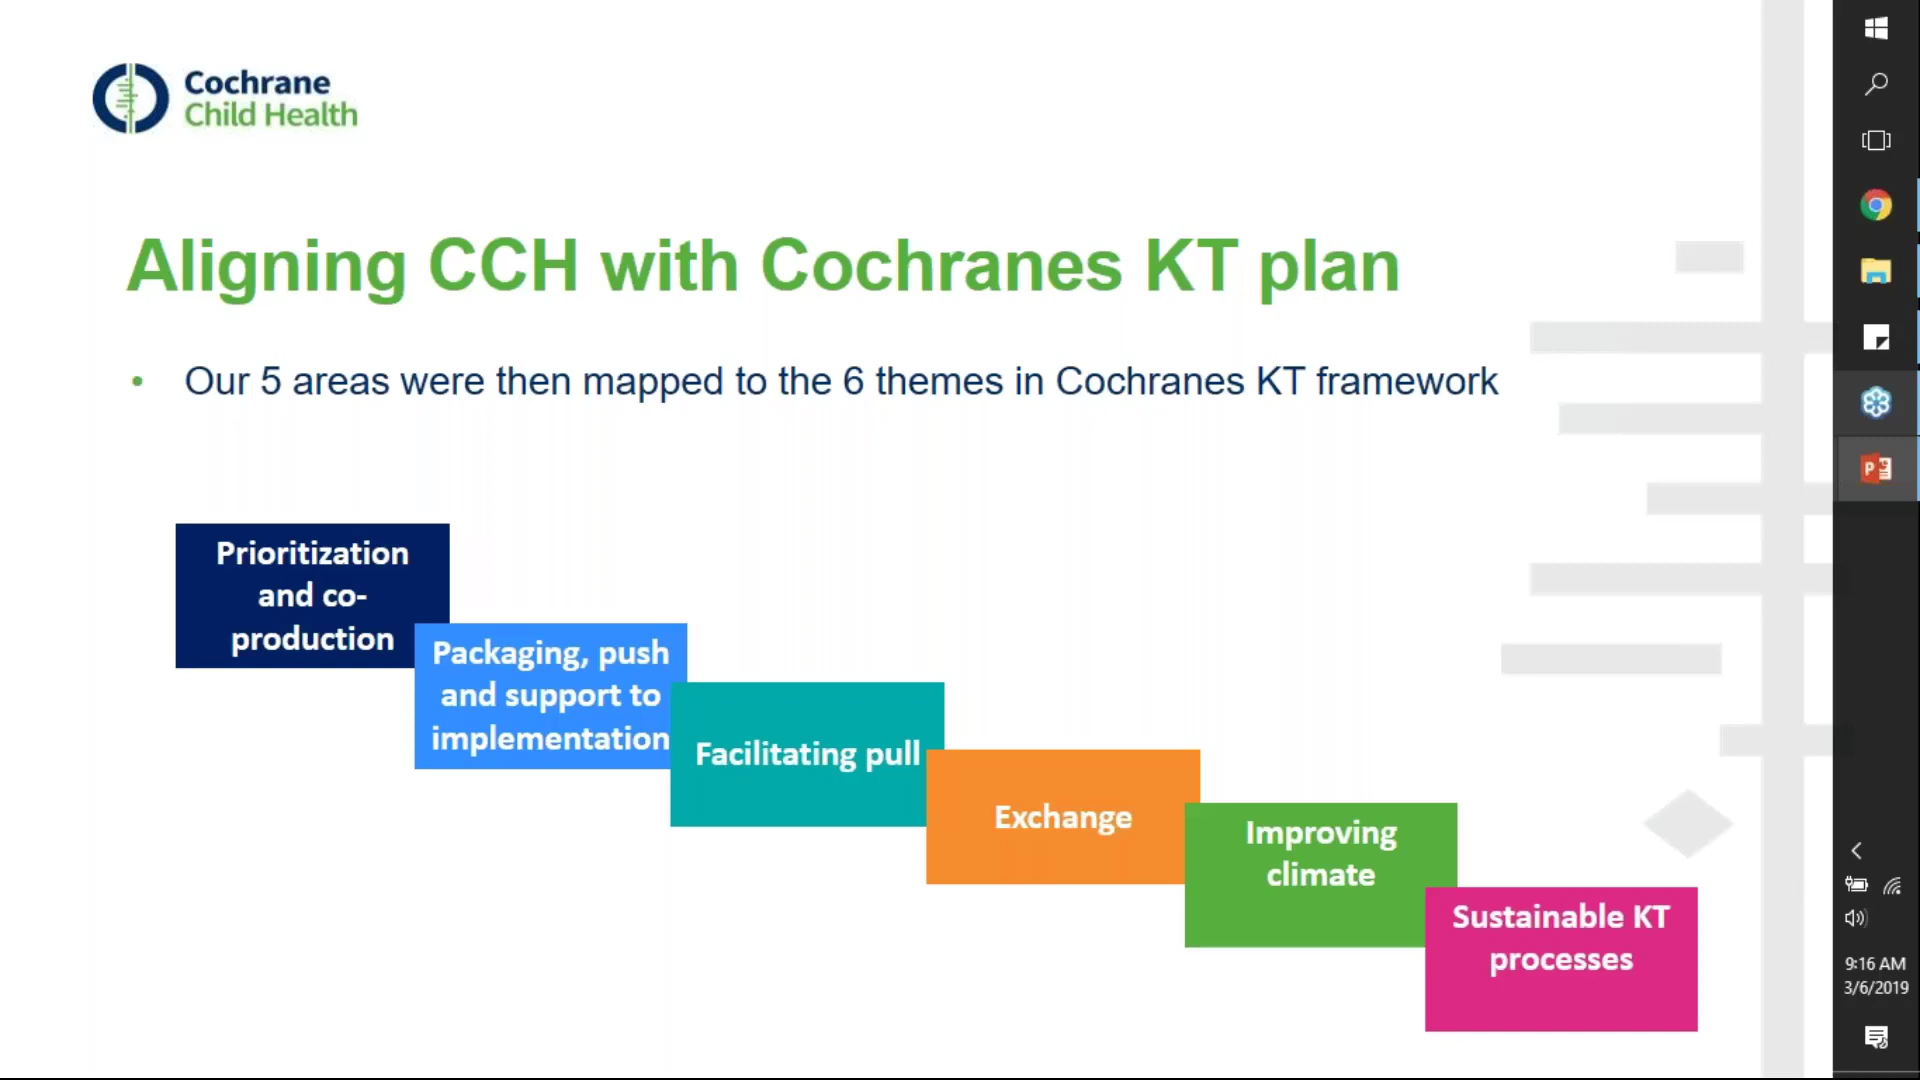 Cochrane
Child Health
Aligning CCH with Cochranes KT plan
• Our 5 areas were then mapped to the 6 themes in Cochranes KT framework
Prioritization
and co-
production
Packaging, push
and support to
implementation
Facilitating pull
Exchange
Improving
climate
Sustainable KT
processes
9:16 AM
3/6/2019